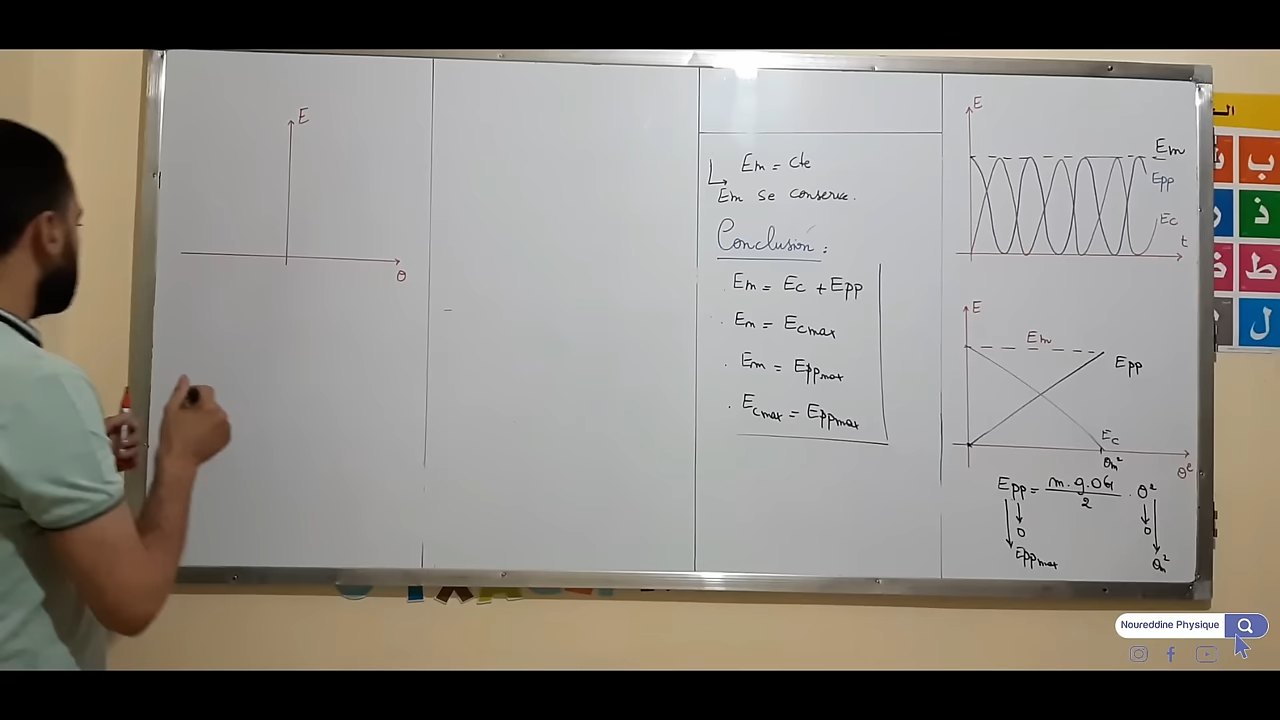 E
θ
Em = cte
Em se conserve.
Conclusion :
. Em = Ec + Epp
. Em = Ecmax
. Em = Eppmax
. Ecmax = Eppmax
E
Em
Epp
Ec
t
E
Em
Epp
Ec
θm²
θ²
Epp = m.g.OG / 2 . θ²
0
0
Eppmax
θm²
ب
ذ
ط
ل
Noureddine Physique